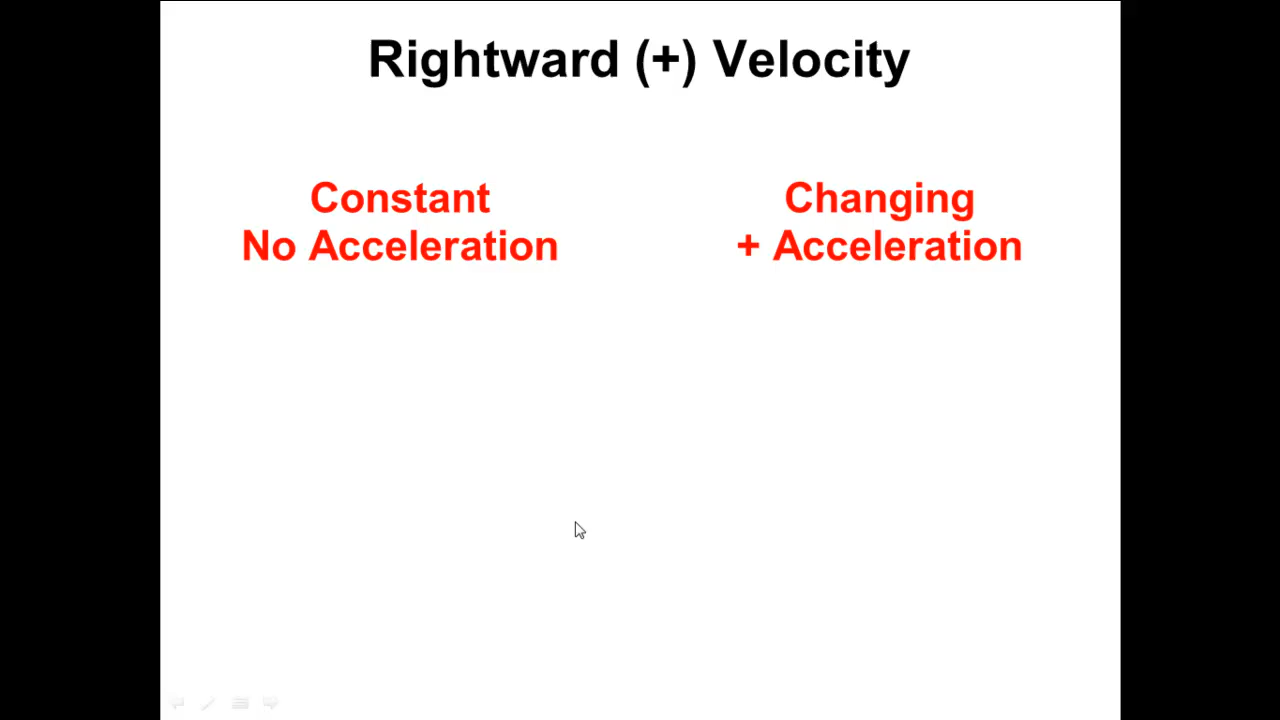 Rightward (+) Velocity
Constant
No Acceleration
Changing
+ Acceleration